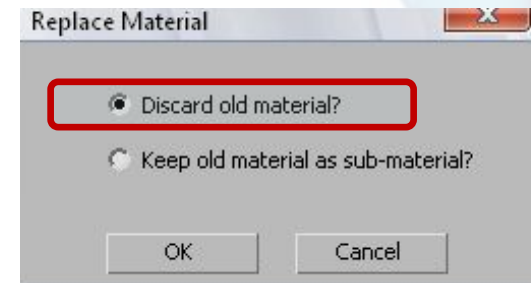 Replace Material
Discard old material?
Keep old material as sub-material?
OK
Cancel